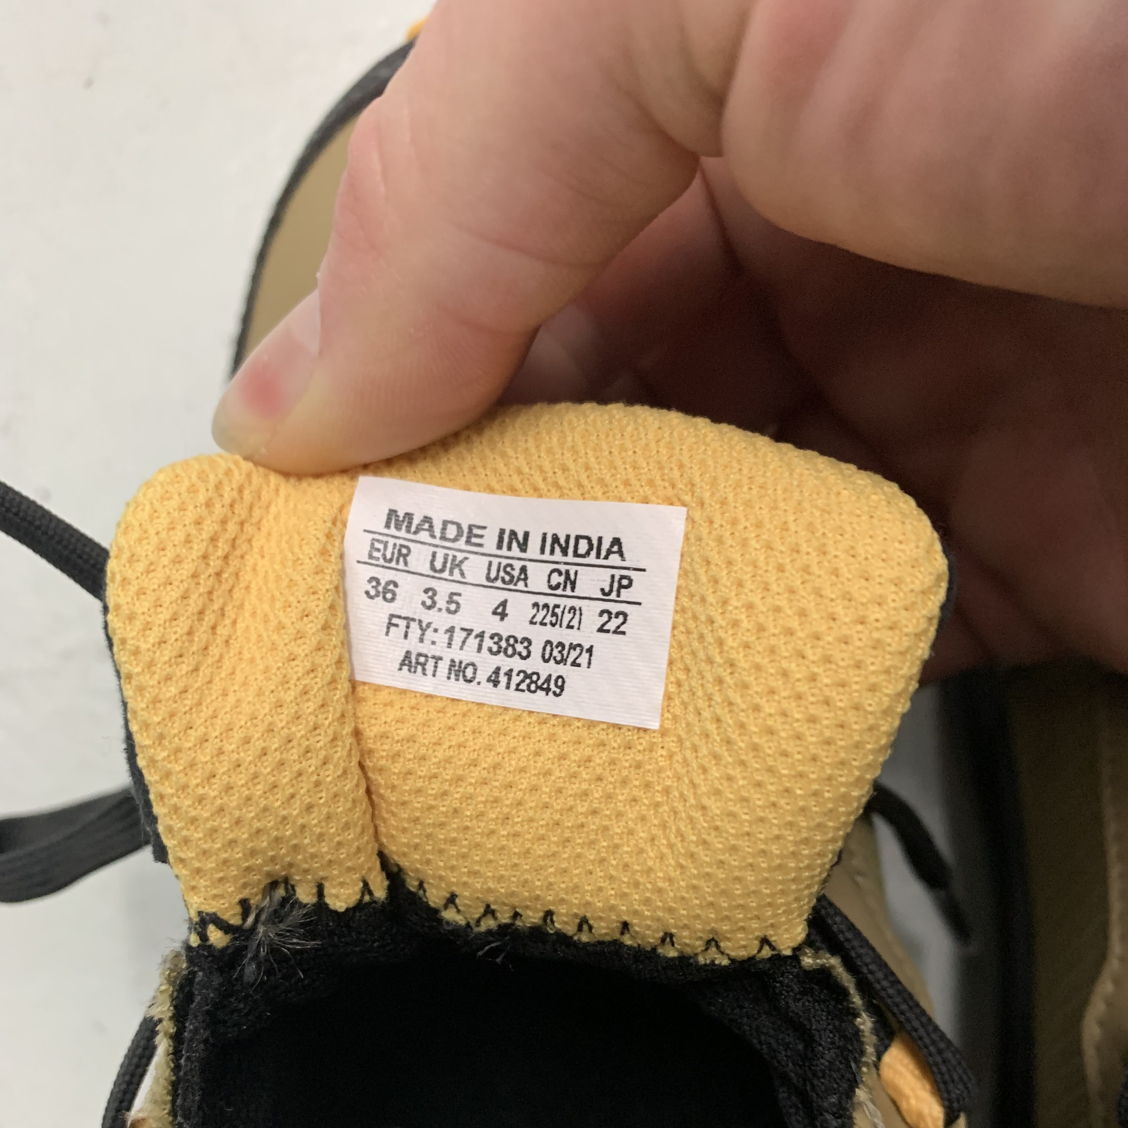 MADE IN INDIA
EUR UK USA CN JP
36 3.5 4 225(2) 22
FTY: 171383 03/21
ART NO. 412849